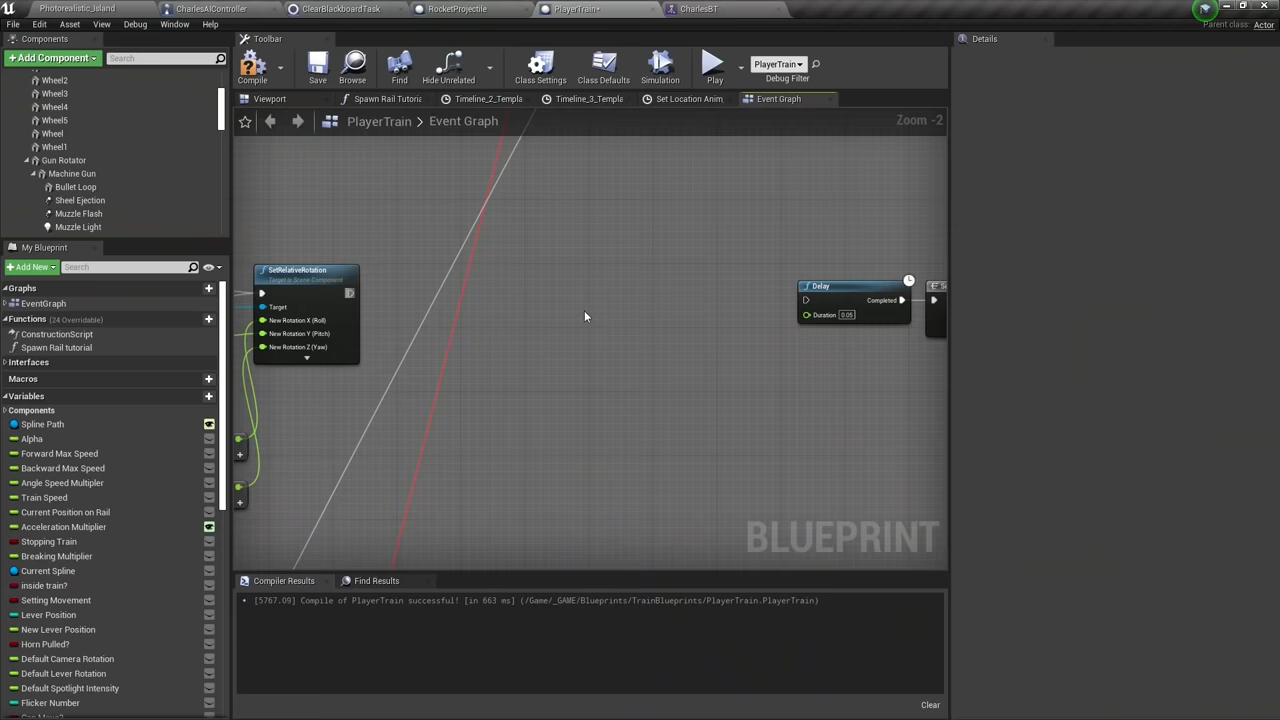 Photorealistic_Island
CharlesAIController
ClearBlackboardTask
RocketProjectile
PlayerTrain*
CharlesBT
File Edit Asset View Debug Window Help
Parent class: Actor
Components
Toolbar
Details
Add Component
Search
Wheel2
Wheel3
Wheel4
Wheel5
Wheel
Wheel1
Gun Rotator
Machine Gun
Bullet Loop
Sheel Ejection
Muzzle Flash
Muzzle Light
Compile
Save
Browse
Find
Hide Unrelated
Class Settings
Class Defaults
Simulation
Play
PlayerTrain
Debug Filter
Viewport
Spawn Rail Tutoria
Timeline_2_Templa
Timeline_3_Templa
Set Location Anim
Event Graph
PlayerTrain > Event Graph
Zoom -2
My Blueprint
Add New
Search
Graphs
EventGraph
Functions (24 Overridable)
ConstructionScript
Spawn Rail tutorial
Interfaces
Macros
Variables
Components
Spline Path
Alpha
Forward Max Speed
Backward Max Speed
Angle Speed Multipler
Train Speed
Current Position on Rail
Acceleration Multiplier
Stopping Train
Breaking Multiplier
Current Spline
inside train?
Setting Movement
Lever Position
New Lever Position
Horn Pulled?
Default Camera Rotation
Default Lever Rotation
Default Spotlight Intensity
Flicker Number
SetRelativeRotation
Target is Scene Component
Target
New Rotation X (Roll)
New Rotation Y (Pitch)
New Rotation Z (Yaw)
Delay
Completed
Duration 0.05
BLUEPRINT
Compiler Results
Find Results
[5767.09] Compile of PlayerTrain successful! [in 663 ms] (/Game/_GAME/Blueprints/TrainBlueprints/PlayerTrain.PlayerTrain)
Clear